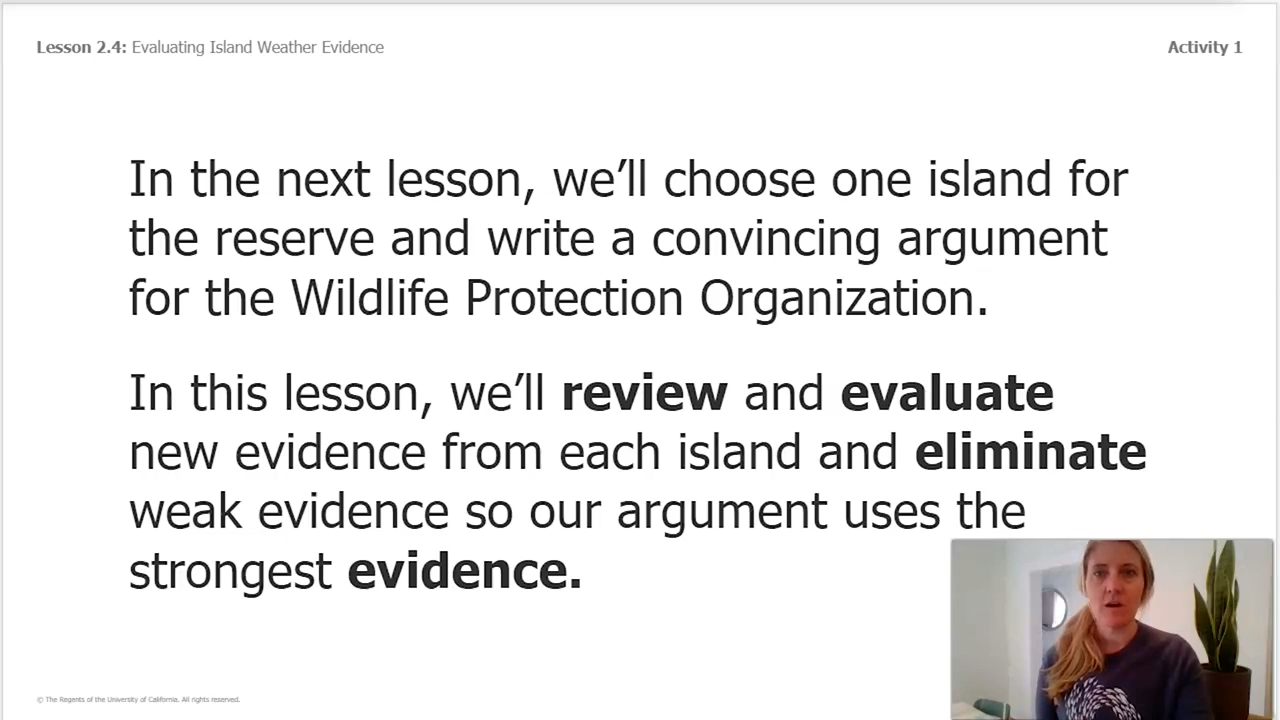 Lesson 2.4: Evaluating Island Weather Evidence
Activity 1
In the next lesson, we’ll choose one island for
the reserve and write a convincing argument
for the Wildlife Protection Organization.
In this lesson, we’ll review and evaluate
new evidence from each island and eliminate
weak evidence so our argument uses the
strongest evidence.
© The Regents of the University of California. All rights reserved.